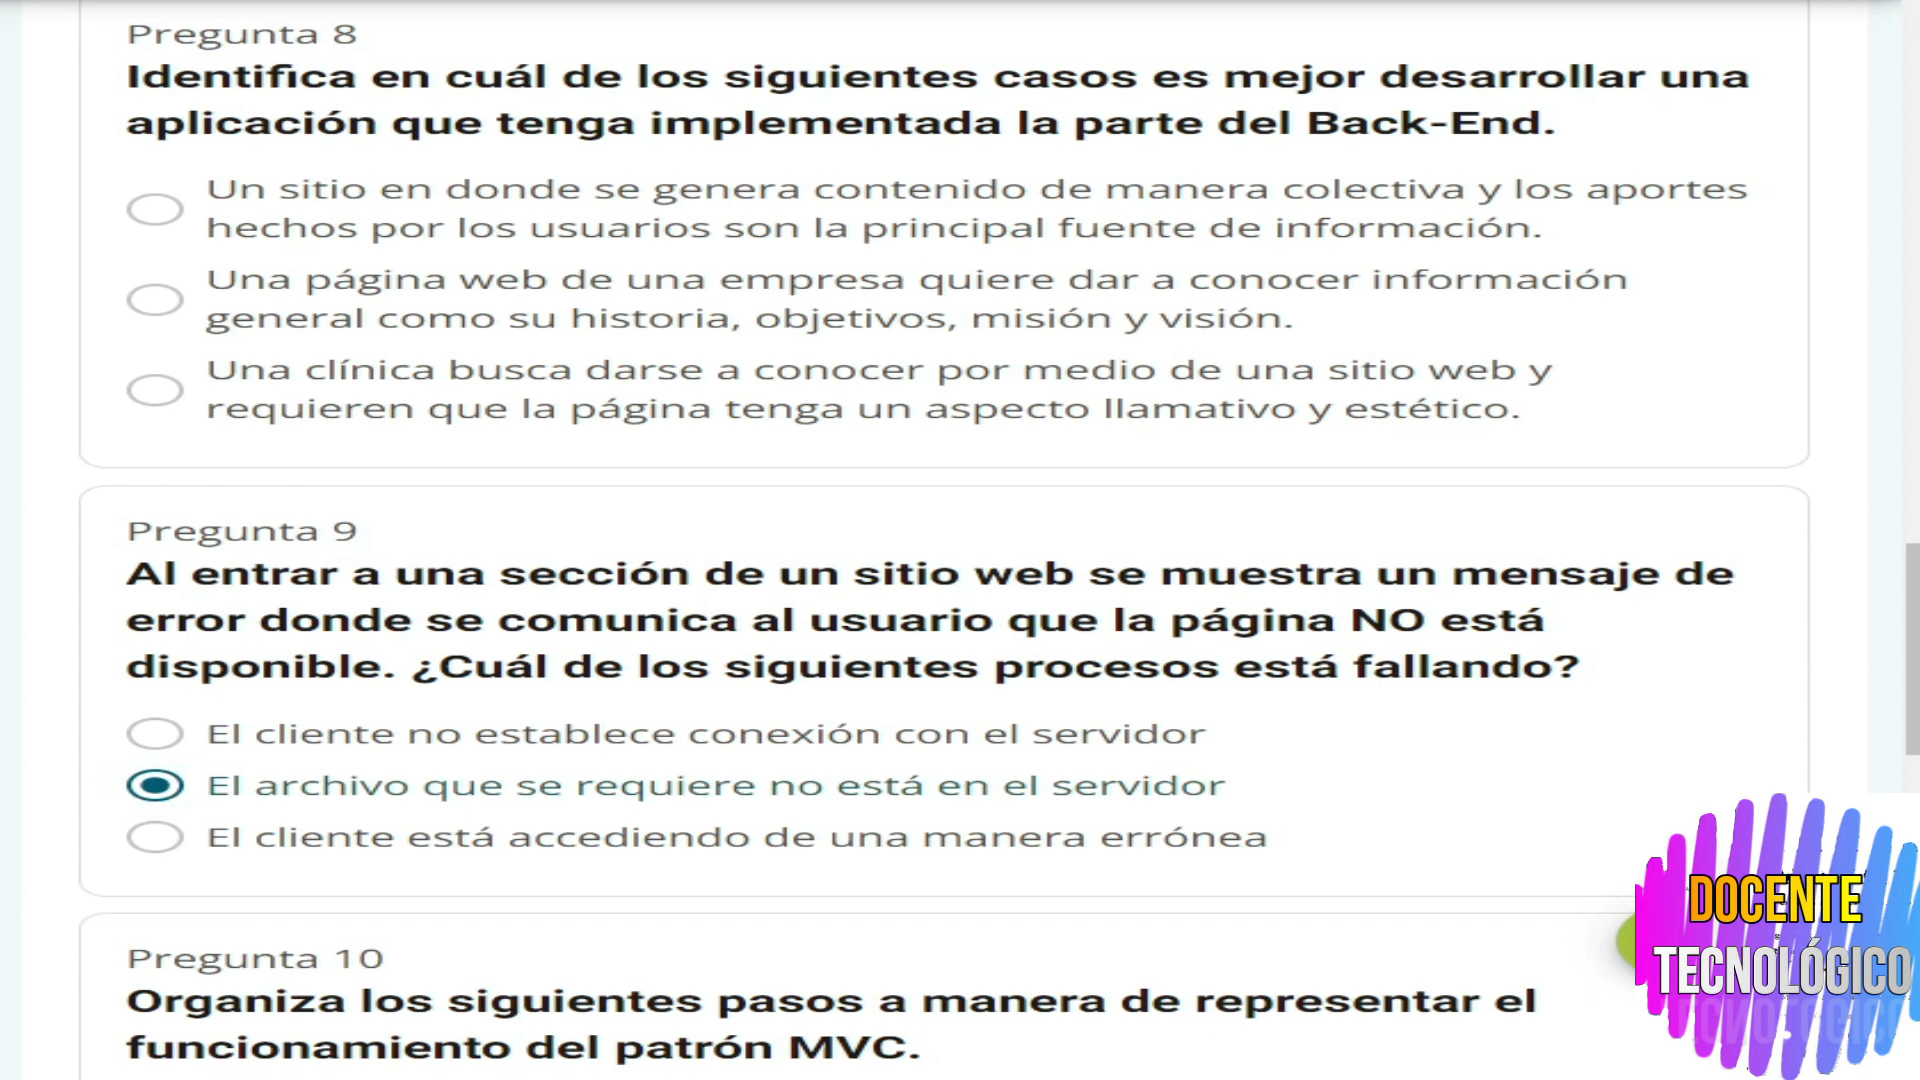 Pregunta 8
Identifica en cuál de los siguientes casos es mejor desarrollar una
aplicación que tenga implementada la parte del Back-End.
Un sitio en donde se genera contenido de manera colectiva y los aportes
hechos por los usuarios son la principal fuente de información.
Una página web de una empresa quiere dar a conocer información
general como su historia, objetivos, misión y visión.
Una clínica busca darse a conocer por medio de una sitio web y
requieren que la página tenga un aspecto llamativo y estético.
Pregunta 9
Al entrar a una sección de un sitio web se muestra un mensaje de
error donde se comunica al usuario que la página NO está
disponible. ¿Cuál de los siguientes procesos está fallando?
El cliente no establece conexión con el servidor
El archivo que se requiere no está en el servidor
El cliente está accediendo de una manera errónea
Pregunta 10
Organiza los siguientes pasos a manera de representar el
funcionamiento del patrón MVC.
DOCENTE
TECNOLÓGICO